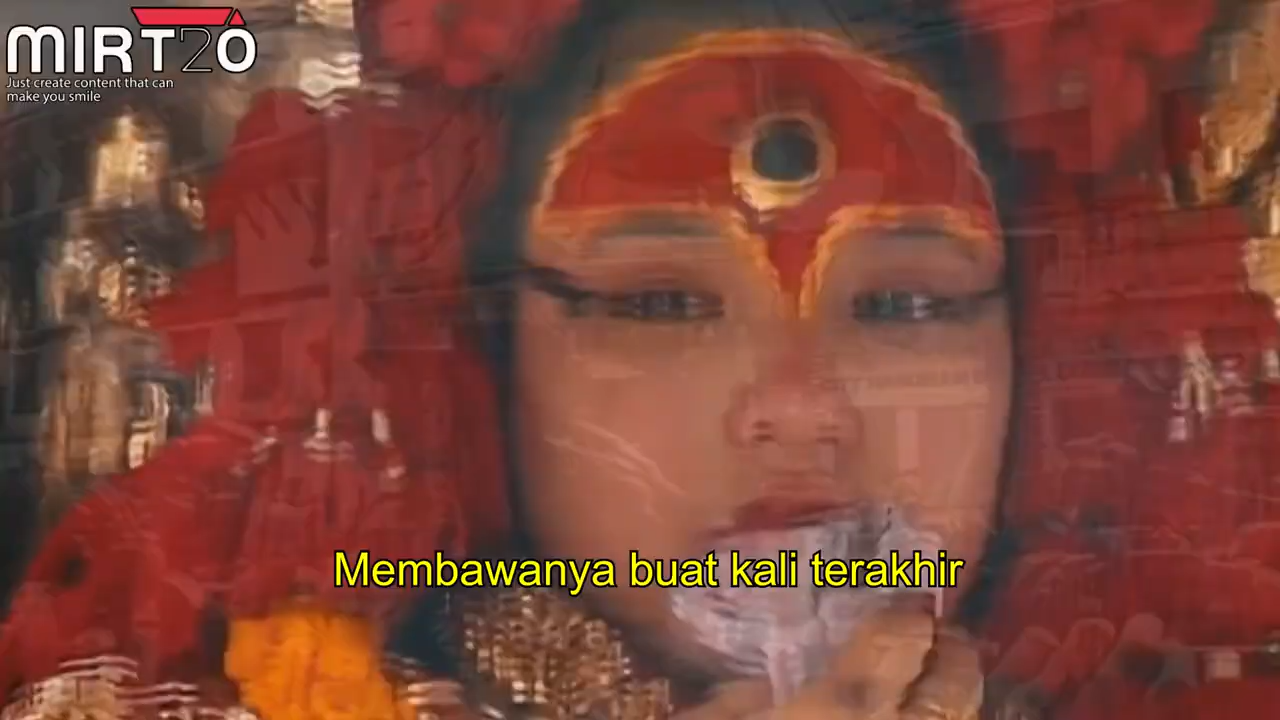 MIRT20
Just create content that can
make you smile
Membawanya buat kali terakhir